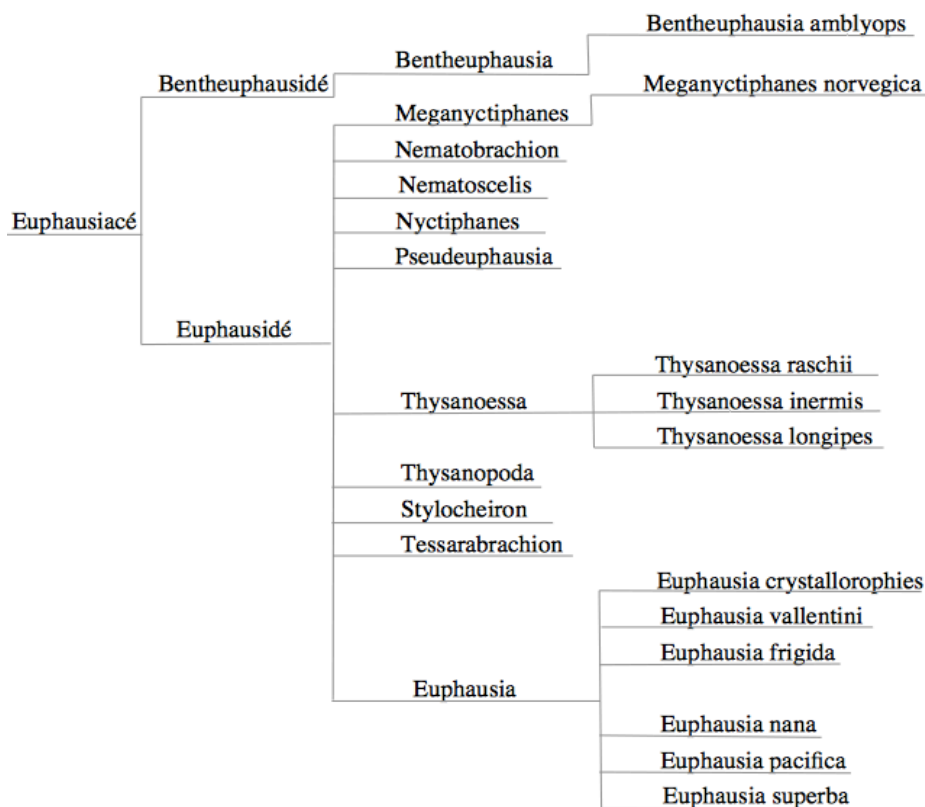 Bentheuphausia amblyops
Bentheuphausia
Bentheuphausidé
Meganyctiphanes norvegica
Meganyctiphanes
Nematobrachion
Nematoscelis
Nyctiphanes
Euphausiacé
Pseudeuphausia
Euphausidé
Thysanoessa raschii
Thysanoessa
Thysanoessa inermis
Thysanoessa longipes
Thysanopoda
Stylocheiron
Tessarabrachion
Euphausia crystallorophies
Euphausia vallentini
Euphausia frigida
Euphausia
Euphausia nana
Euphausia pacifica
Euphausia superba